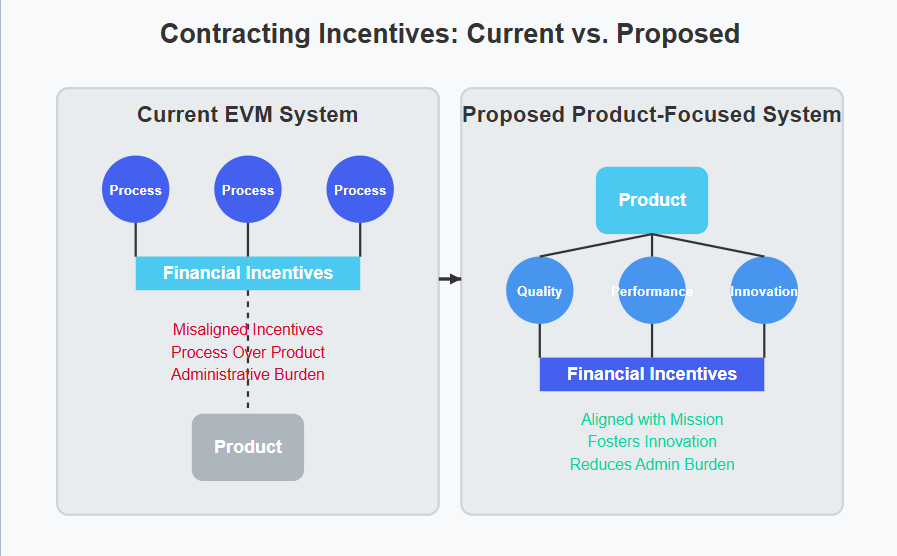 Contracting Incentives: Current vs. Proposed
Current EVM System
Process
Process
Process
Financial Incentives
Misaligned Incentives
Process Over Product
Administrative Burden
Product
Proposed Product-Focused System
Product
Quality
Performance
Innovation
Financial Incentives
Aligned with Mission
Fosters Innovation
Reduces Admin Burden